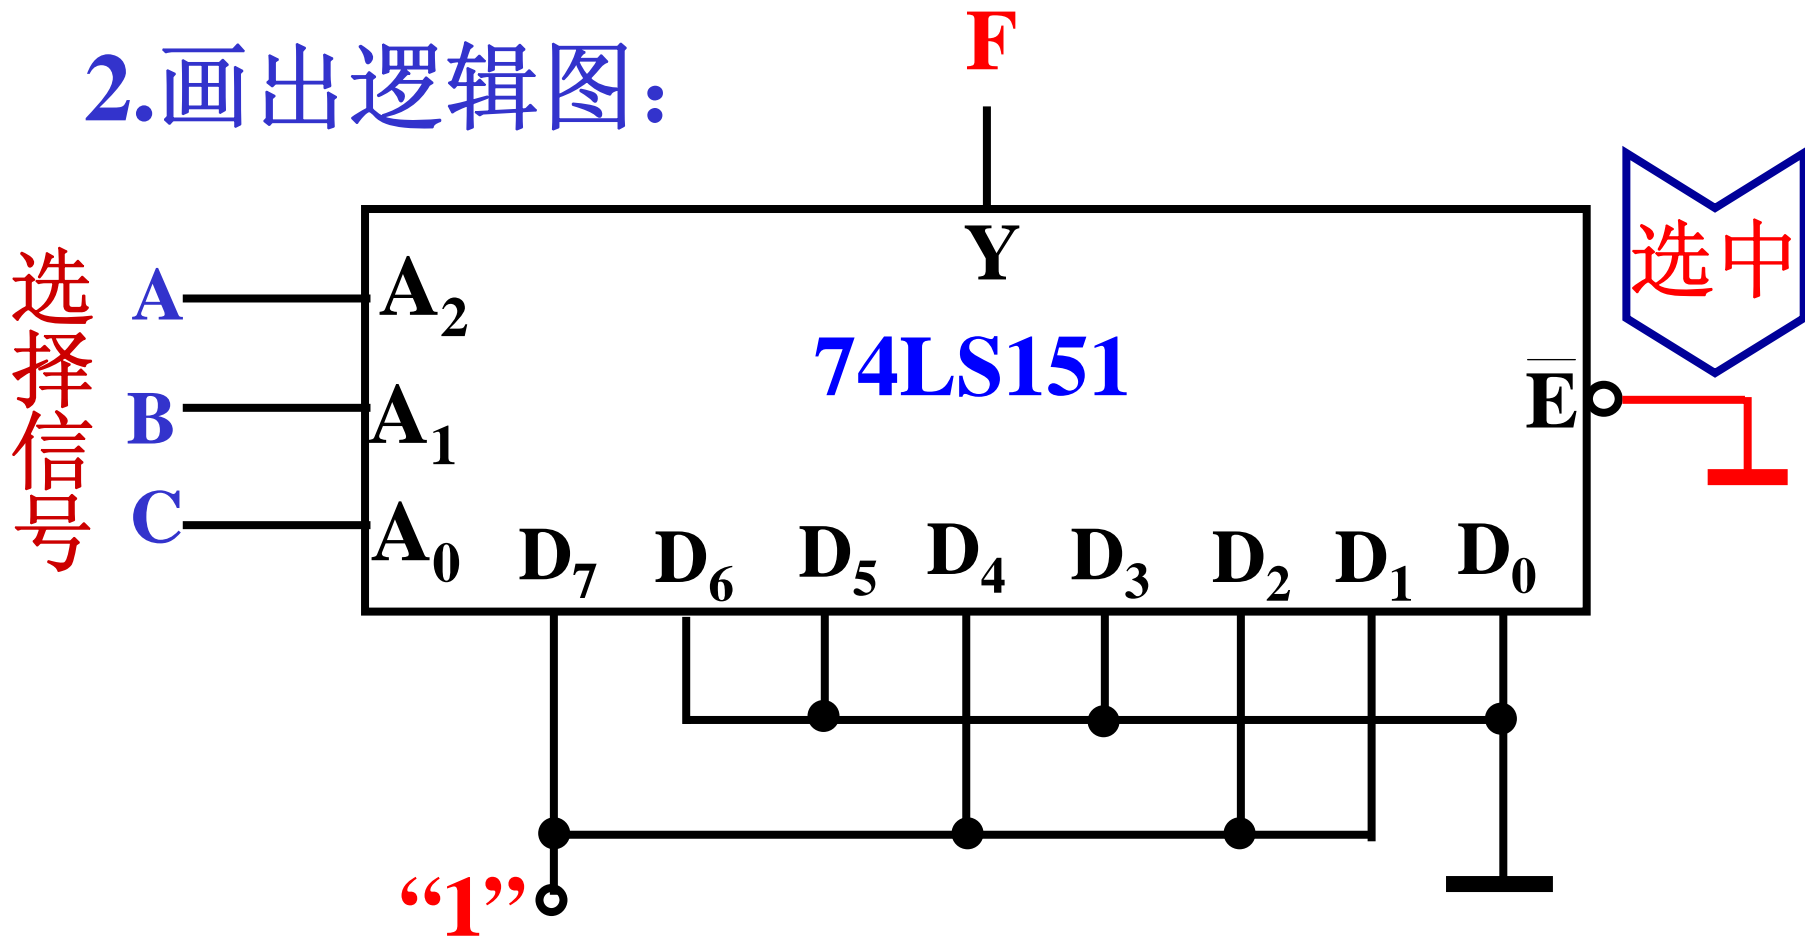 2.画出逻辑图：
F
Y
选中
选择信号
A
A₂
74LS151
E̅
B
A₁
C
A₀
D₇ D₆ D₅ D₄ D₃ D₂ D₁ D₀
“1”